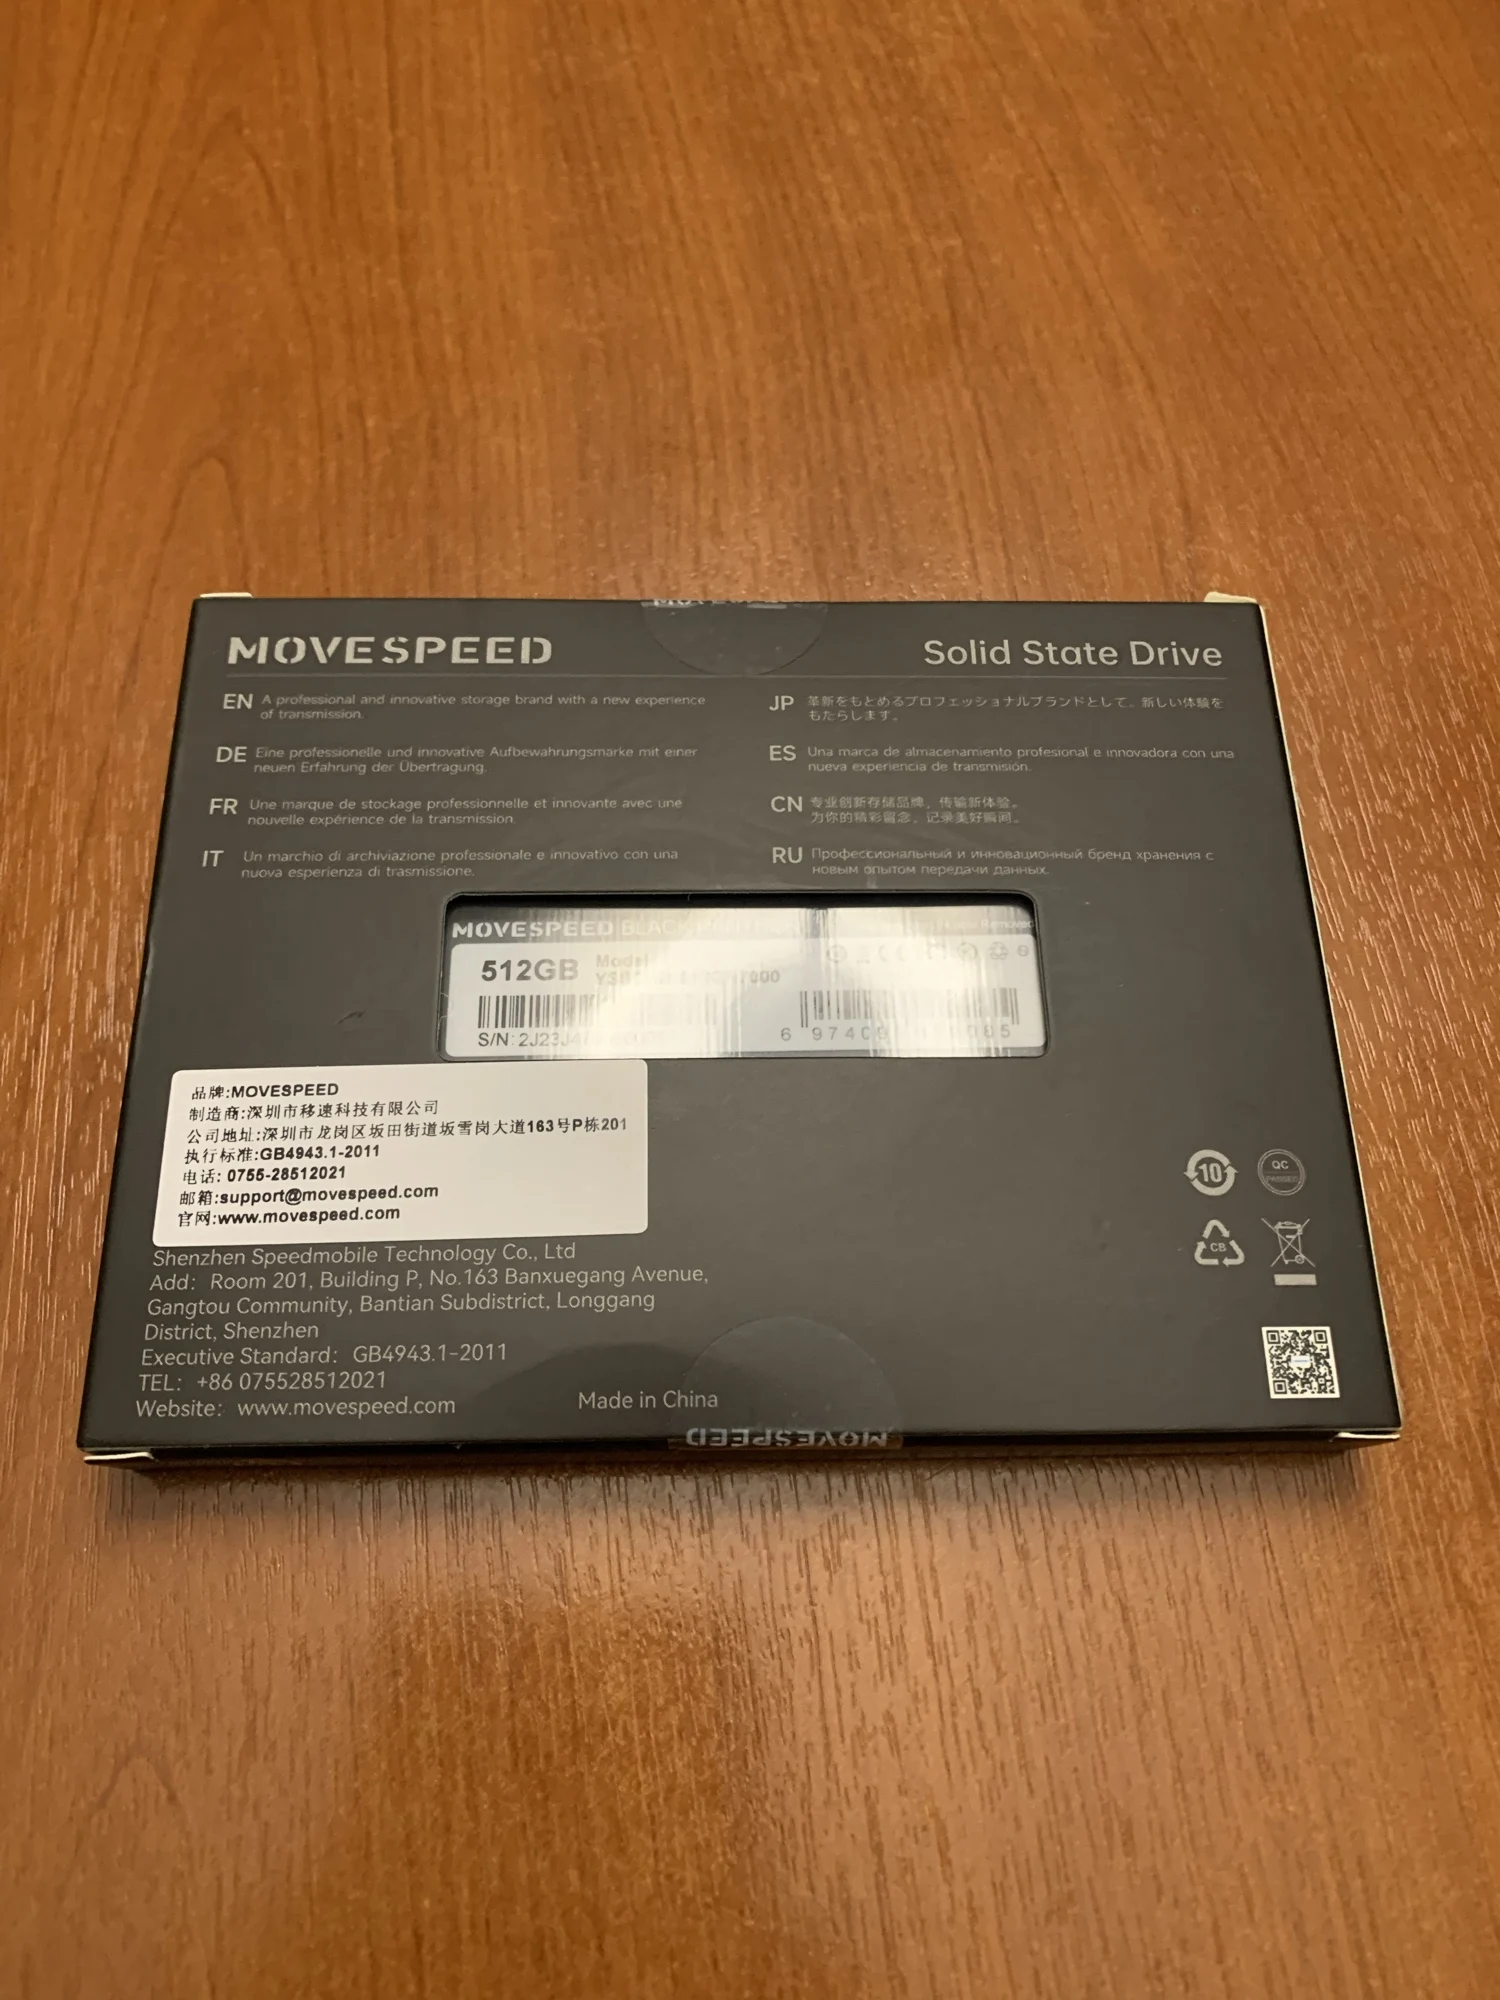 MOVESPEED
Solid State Drive
EN A professional and innovative storage brand with a new experience
of transmission.
DE Eine professionelle und innovative Aufbewahrungsmarke mit einer
neuen Erfahrung der Übertragung.
FR Une marque de stockage professionnelle et innovante avec une
nouvelle expérience de la transmission.
IT Un marchio di archiviazione professionale e innovativo con una
nuova esperienza di trasmissione.
JP 革新をもとめるプロフェッショナルブランドとして。新しい体験を
もたらします。
ES Una marca de almacenamiento profesional e innovadora con una
nueva experiencia de transmisión.
CN 专业创新存储品牌，传输新体验。
为你的精彩留念，记录美好瞬间。
RU Профессиональный и инновационный бренд хранения с
новым опытом передачи данных.
MOVESPEED BLACK Removed
512GB Model
S/N:
品牌:MOVESPEED
制造商:深圳市移速科技有限公司
公司地址:深圳市龙岗区坂田街道坂雪岗大道163号P栋201
执行标准:GB4943.1-2011
电话: 0755-28512021
邮箱:support@movespeed.com
官网:www.movespeed.com
Shenzhen Speedmobile Technology Co., Ltd
Add: Room 201, Building P, No.163 Banxuegang Avenue,
Gangtou Community, Bantian Subdistrict, Longgang
District, Shenzhen
Executive Standard: GB4943.1-2011
TEL: +86 075528512021
Website: www.movespeed.com
Made in China
10
QC
PASSED
CB
MOVESPEED